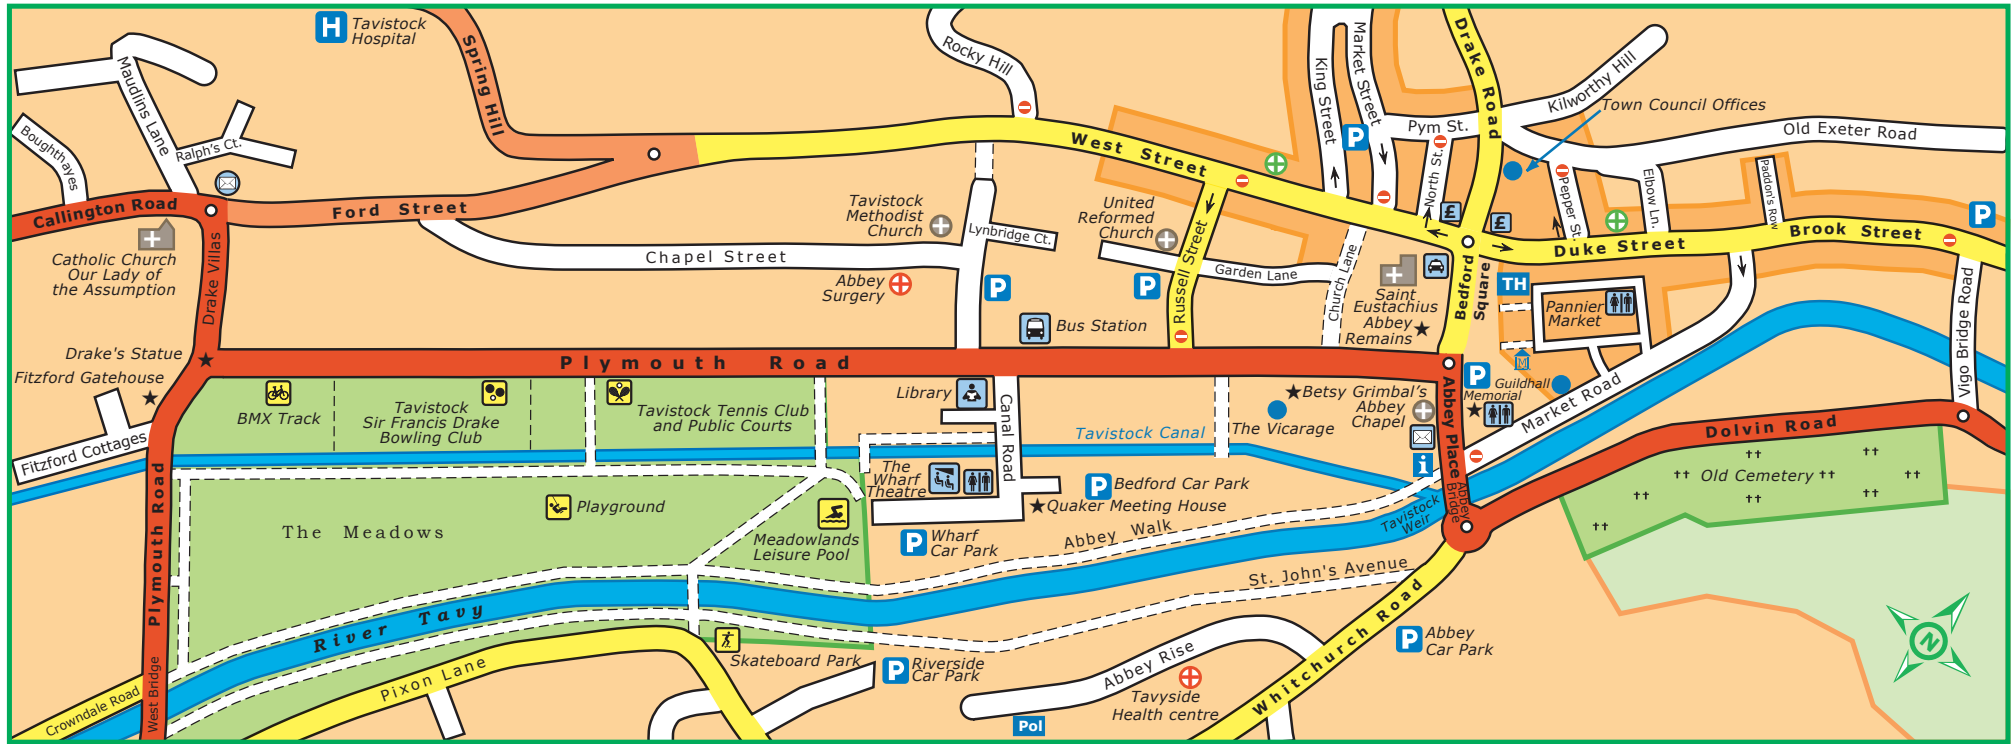 H
Tavistock
Hospital
Spring Hill
Rocky Hill
King Street
Market Street
Drake Road
Kilworthy Hill
Town Council Offices
Old Exeter Road
Pym St.
P
North St.
Pepper St.
Elbow Ln.
Paddon's Row
P
Maudlins Lane
Boughthayes
Ralph's Ct.
Callington Road
Ford Street
West Street
£
£
Duke Street
Brook Street
Catholic Church
Our Lady of
the Assumption
Drake Villas
Chapel Street
Tavistock
Methodist
Church
Lynbridge Ct.
United
Reformed
Church
Russell Street
Garden Lane
Church Lane
Abbey
Surgery
P
P
Bus Station
Saint
Eustachius
Abbey
Remains
Bedford
Square
TH
Pannier
Market
M
Guildhall
Vigo Bridge Road
Drake's Statue
Fitzford Gatehouse
Plymouth Road
BMX Track
Tavistock
Sir Francis Drake
Bowling Club
Tavistock Tennis Club
and Public Courts
Library
Canal Road
Tavistock Canal
Betsy Grimbal's
Abbey
Chapel
The Vicarage
i
Abbey Place
P
Memorial
Market Road
Dolvin Road
Old Cemetery
Fitzford Cottages
Plymouth Road
The Meadows
Playground
Meadowlands
Leisure Pool
The
Wharf
Theatre
P
Bedford Car Park
Quaker Meeting House
P
Wharf
Car Park
Abbey Walk
Tavistock
Weir
Abbey
Bridge
St. John's Avenue
River Tavy
Skateboard Park
P
Riverside
Car Park
Pixon Lane
Crowndale Road
West Bridge
Abbey Rise
Tavyside
Health centre
Pol
Whitchurch Road
P
Abbey
Car Park
N